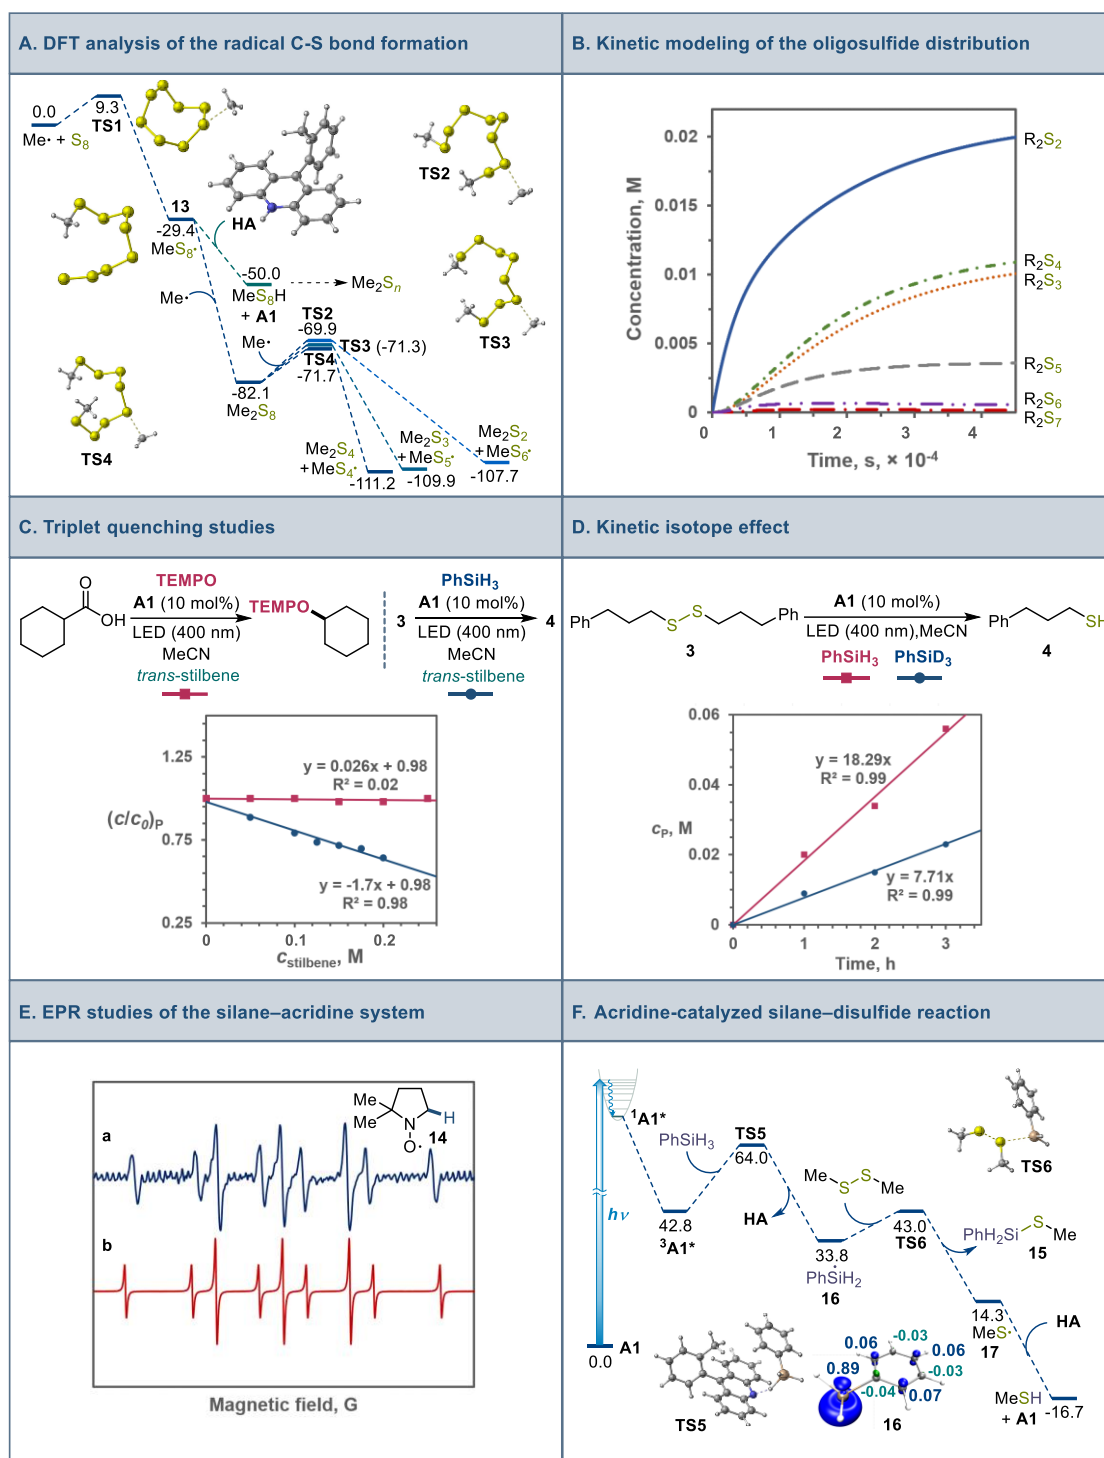 A. DFT analysis of the radical C-S bond formation
0.0
9.3
TS1
Me• + S8
13
-29.4
MeS8•
HA
-50.0
MeS8H
+ A1
Me2Sn
Me•
TS2
-69.9
Me•
TS3 (-71.3)
TS4
-71.7
-82.1
Me2S8
Me2S4
+ MeS4•
-111.2
Me2S3
+ MeS5•
-109.9
Me2S2
+ MeS6•
-107.7
TS2
TS3
TS4
B. Kinetic modeling of the oligosulfide distribution
Concentration, M
0.02
0.015
0.01
0.005
0
0 1 2 3 4
Time, s, × 10-4
R2S2
R2S4
R2S3
R2S5
R2S6
R2S7
C. Triplet quenching studies
O
OH
TEMPO
A1 (10 mol%)
LED (400 nm)
MeCN
trans-stilbene
TEMPO
O
3
PhSiH3
A1 (10 mol%)
LED (400 nm)
MeCN
trans-stilbene
4
(c/c0)P
1.25
0.75
0.25
y = 0.026x + 0.98
R² = 0.02
y = -1.7x + 0.98
R² = 0.98
0 0.1 0.2
cstilbene, M
D. Kinetic isotope effect
Ph
S
S
Ph
3
A1 (10 mol%)
LED (400 nm),MeCN
PhSiH3 PhSiD3
Ph
SH
4
cP, M
0.06
0.04
0.02
0
y = 18.29x
R² = 0.99
y = 7.71x
R² = 0.99
0 1 2 3
Time, h
E. EPR studies of the silane–acridine system
a
b
Me
Me
N
O•
H
14
Magnetic field, G
F. Acridine-catalyzed silane–disulfide reaction
hν
1A1*
PhSiH3
TS5
64.0
42.8
3A1*
HA
Me
S
S
Me
33.8
PhSiH2
16
43.0
TS6
TS6
PhH2Si
S
Me
15
14.3
MeS•
17
HA
MeSH
+ A1
-16.7
A1
0.0
TS5
0.89
0.06
-0.03
0.06
-0.03
-0.04
0.07
16